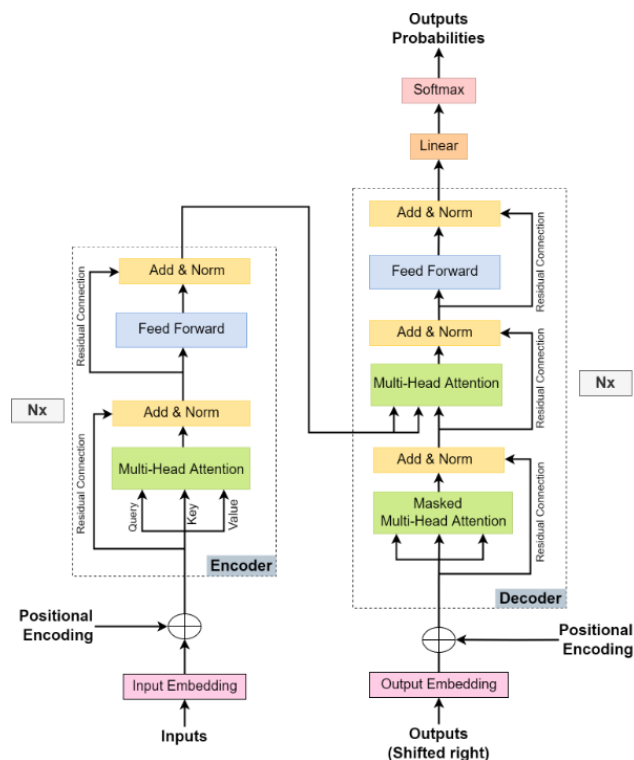 Outputs
Probabilities
Softmax
Linear
Add & Norm
Residual Connection
Feed Forward
Add & Norm
Residual Connection
Multi-Head Attention
Nx
Add & Norm
Residual Connection
Masked
Multi-Head Attention
Decoder
Positional
Encoding
Output Embedding
Outputs
(Shifted right)
Add & Norm
Residual Connection
Feed Forward
Nx
Add & Norm
Residual Connection
Multi-Head Attention
Query
Key
Value
Encoder
Positional
Encoding
Input Embedding
Inputs